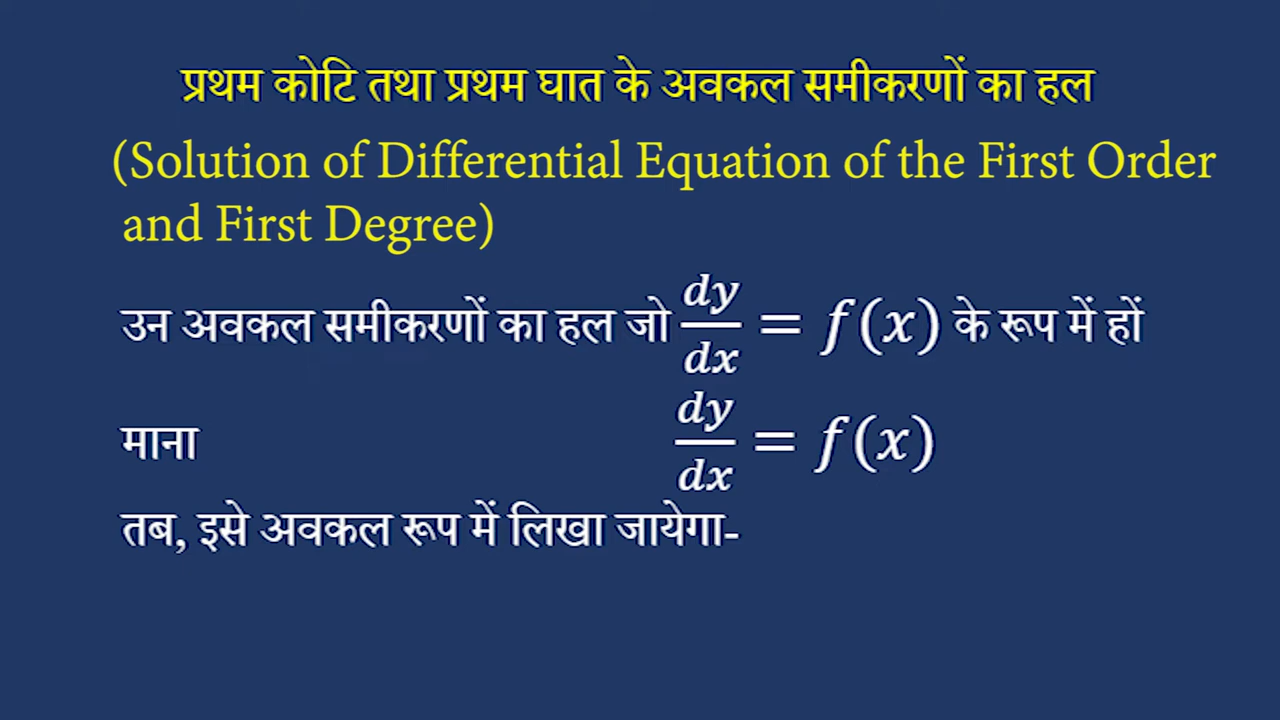 प्रथम कोटि तथा प्रथम घात के अवकल समीकरणों का हल
(Solution of Differential Equation of the First Order
and First Degree)
उन अवकल समीकरणों का हल जो dy/dx = f(x) के रूप में हों
माना dy/dx = f(x)
तब, इसे अवकल रूप में लिखा जायेगा-